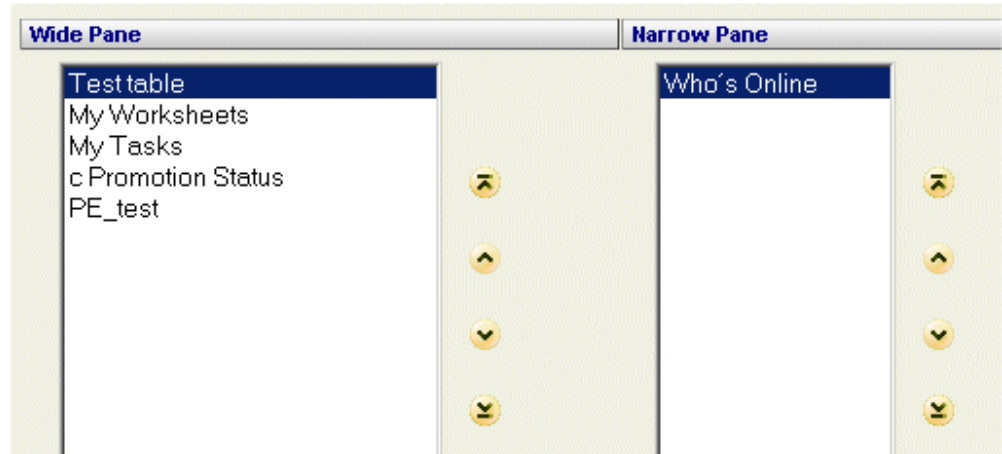 Wide Pane
Narrow Pane
Test table
My Worksheets
My Tasks
c Promotion Status
PE_test
Who´s Online